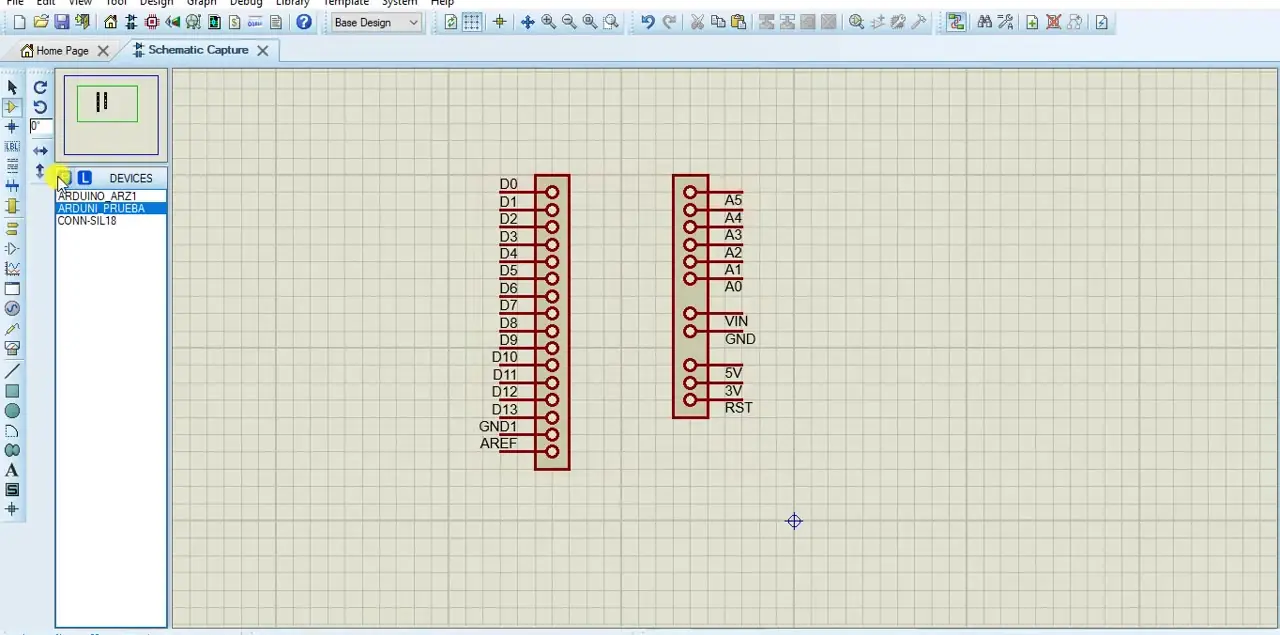 File Edit View Tool Design Graph Debug Library Template System Help
Base Design
Home Page
Schematic Capture
0°
LBL
L DEVICES
ARDUINO_ARZ1
ARDUNI_PRUEBA
CONN-SIL18
A
S
D0
D1
D2
D3
D4
D5
D6
D7
D8
D9
D10
D11
D12
D13
GND1
AREF
A5
A4
A3
A2
A1
A0
VIN
GND
5V
3V
RST